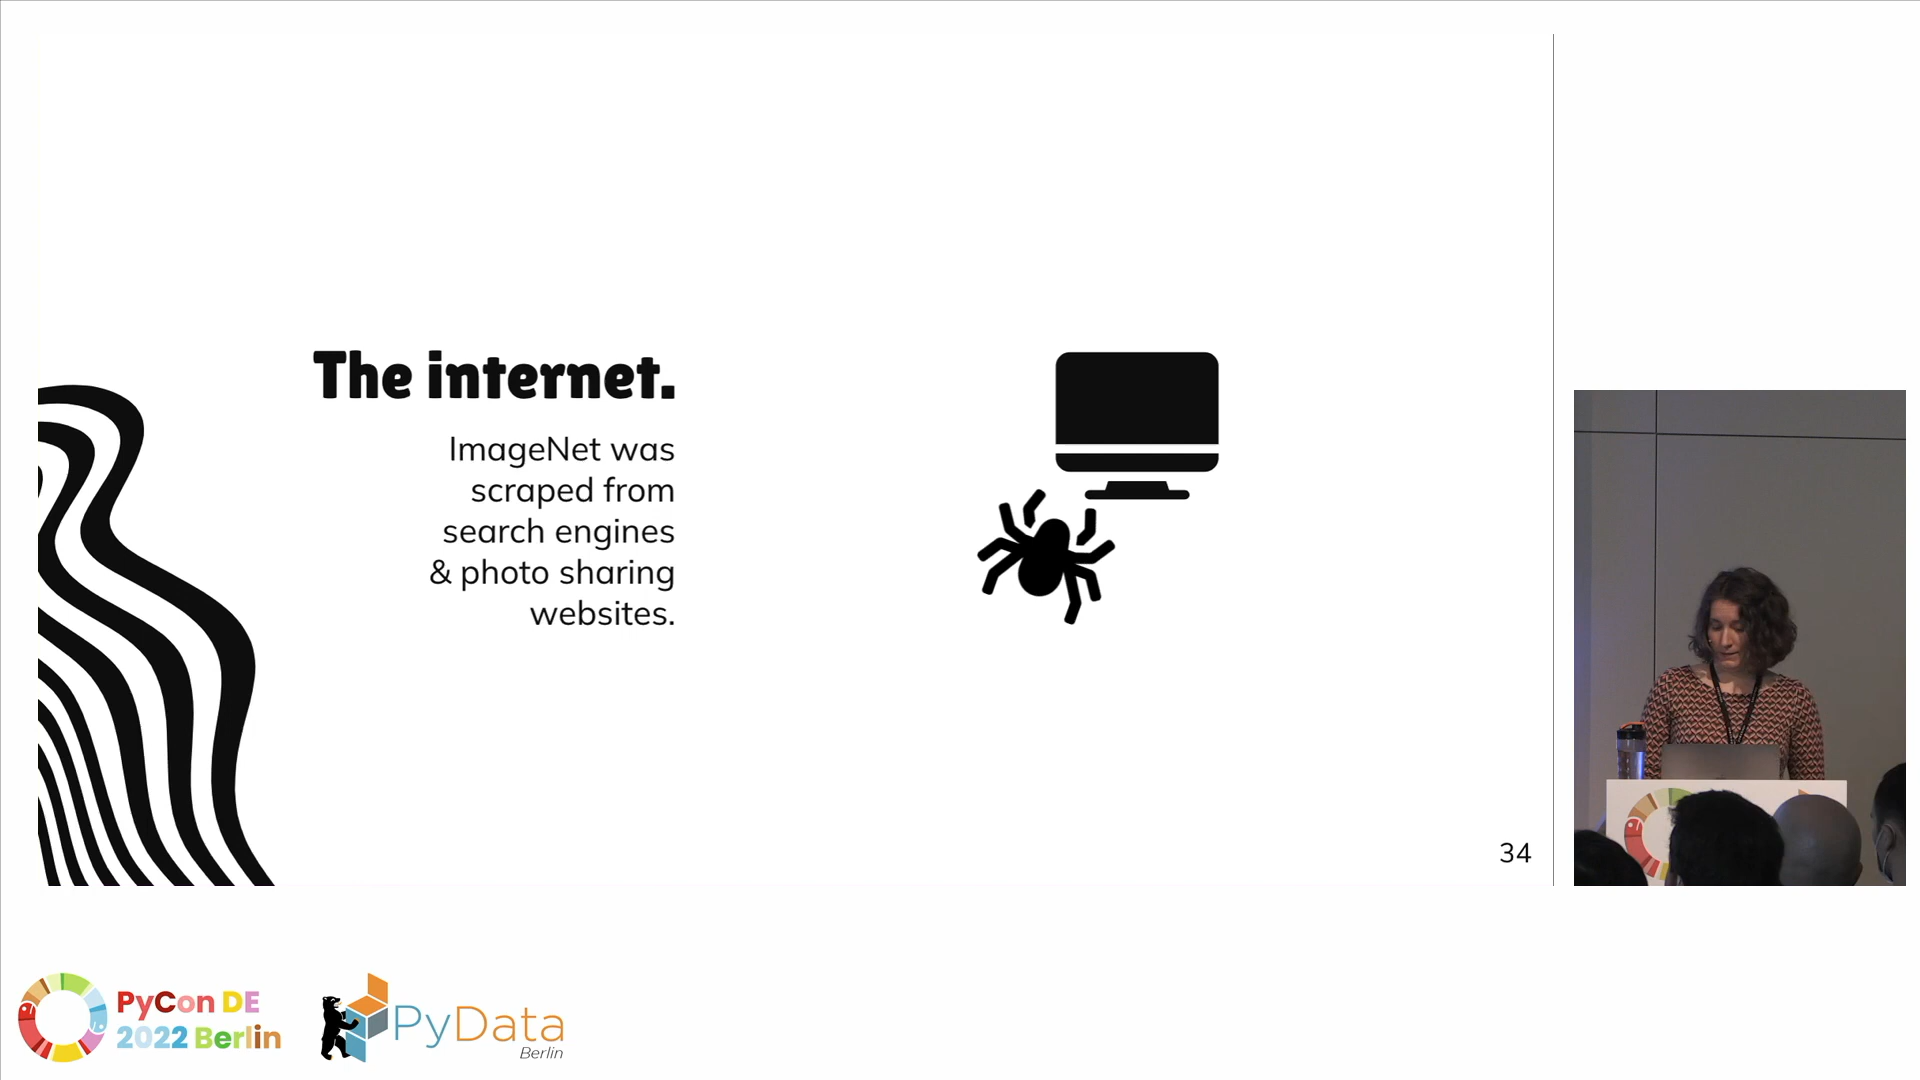 The internet.
ImageNet was
scraped from
search engines
& photo sharing
websites.
34
PyCon DE
2022 Berlin
PyData
Berlin